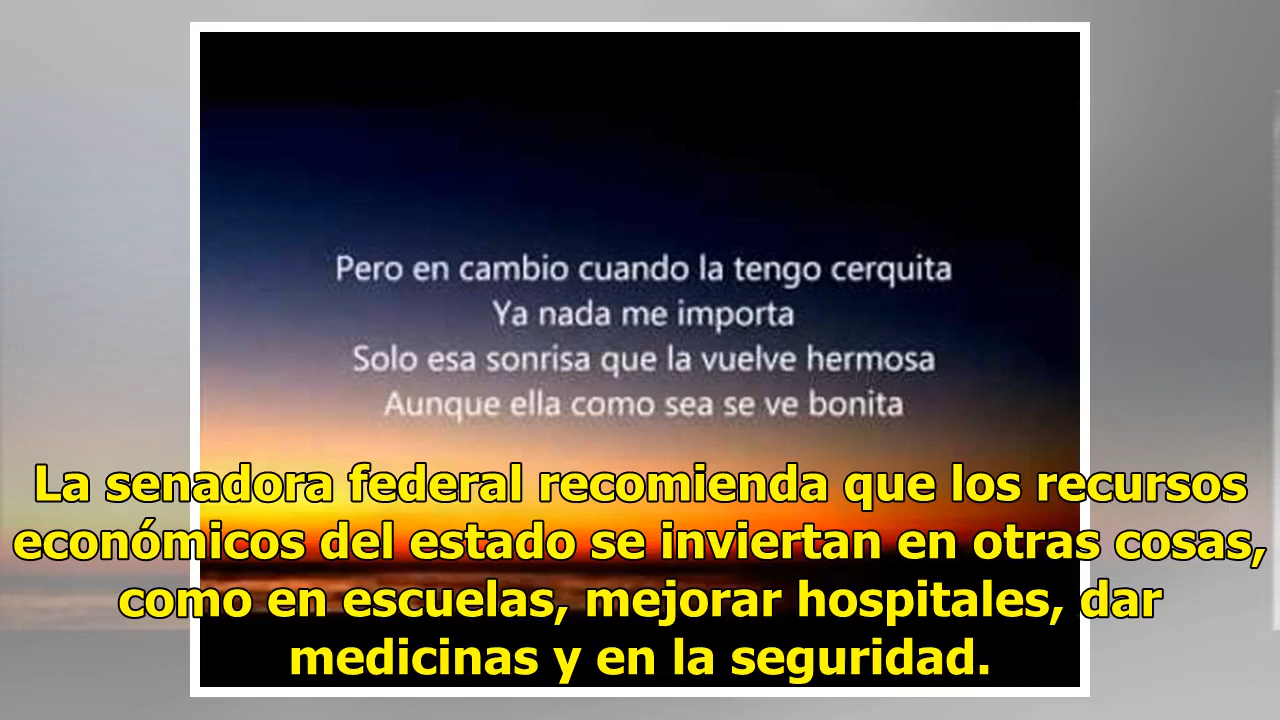 Pero en cambio cuando la tengo cerquita
Ya nada me importa
Solo esa sonrisa que la vuelve hermosa
Aunque ella como sea se ve bonita
La senadora federal recomienda que los recursos
económicos del estado se inviertan en otras cosas,
como en escuelas, mejorar hospitales, dar
medicinas y en la seguridad.